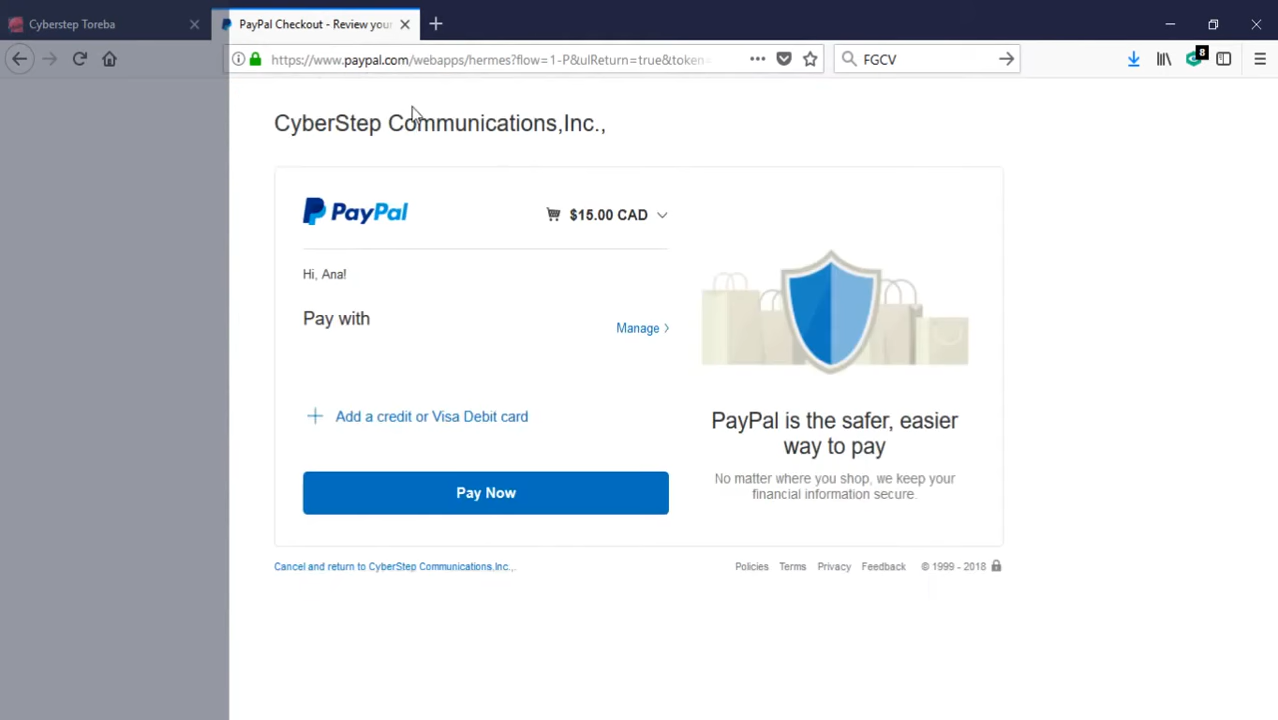 Cyberstep Toreba
PayPal Checkout - Review your
https://www.paypal.com/webapps/hermes?flow=1-P&ulReturn=true&token=
FGCV
8
CyberStep Communications,Inc.,
PayPal
$15.00 CAD
Hi, Ana!
Pay with
Manage
Add a credit or Visa Debit card
Pay Now
PayPal is the safer, easier
way to pay
No matter where you shop, we keep your
financial information secure.
Cancel and return to CyberStep Communications,Inc.,.
Policies Terms Privacy Feedback © 1999 - 2018